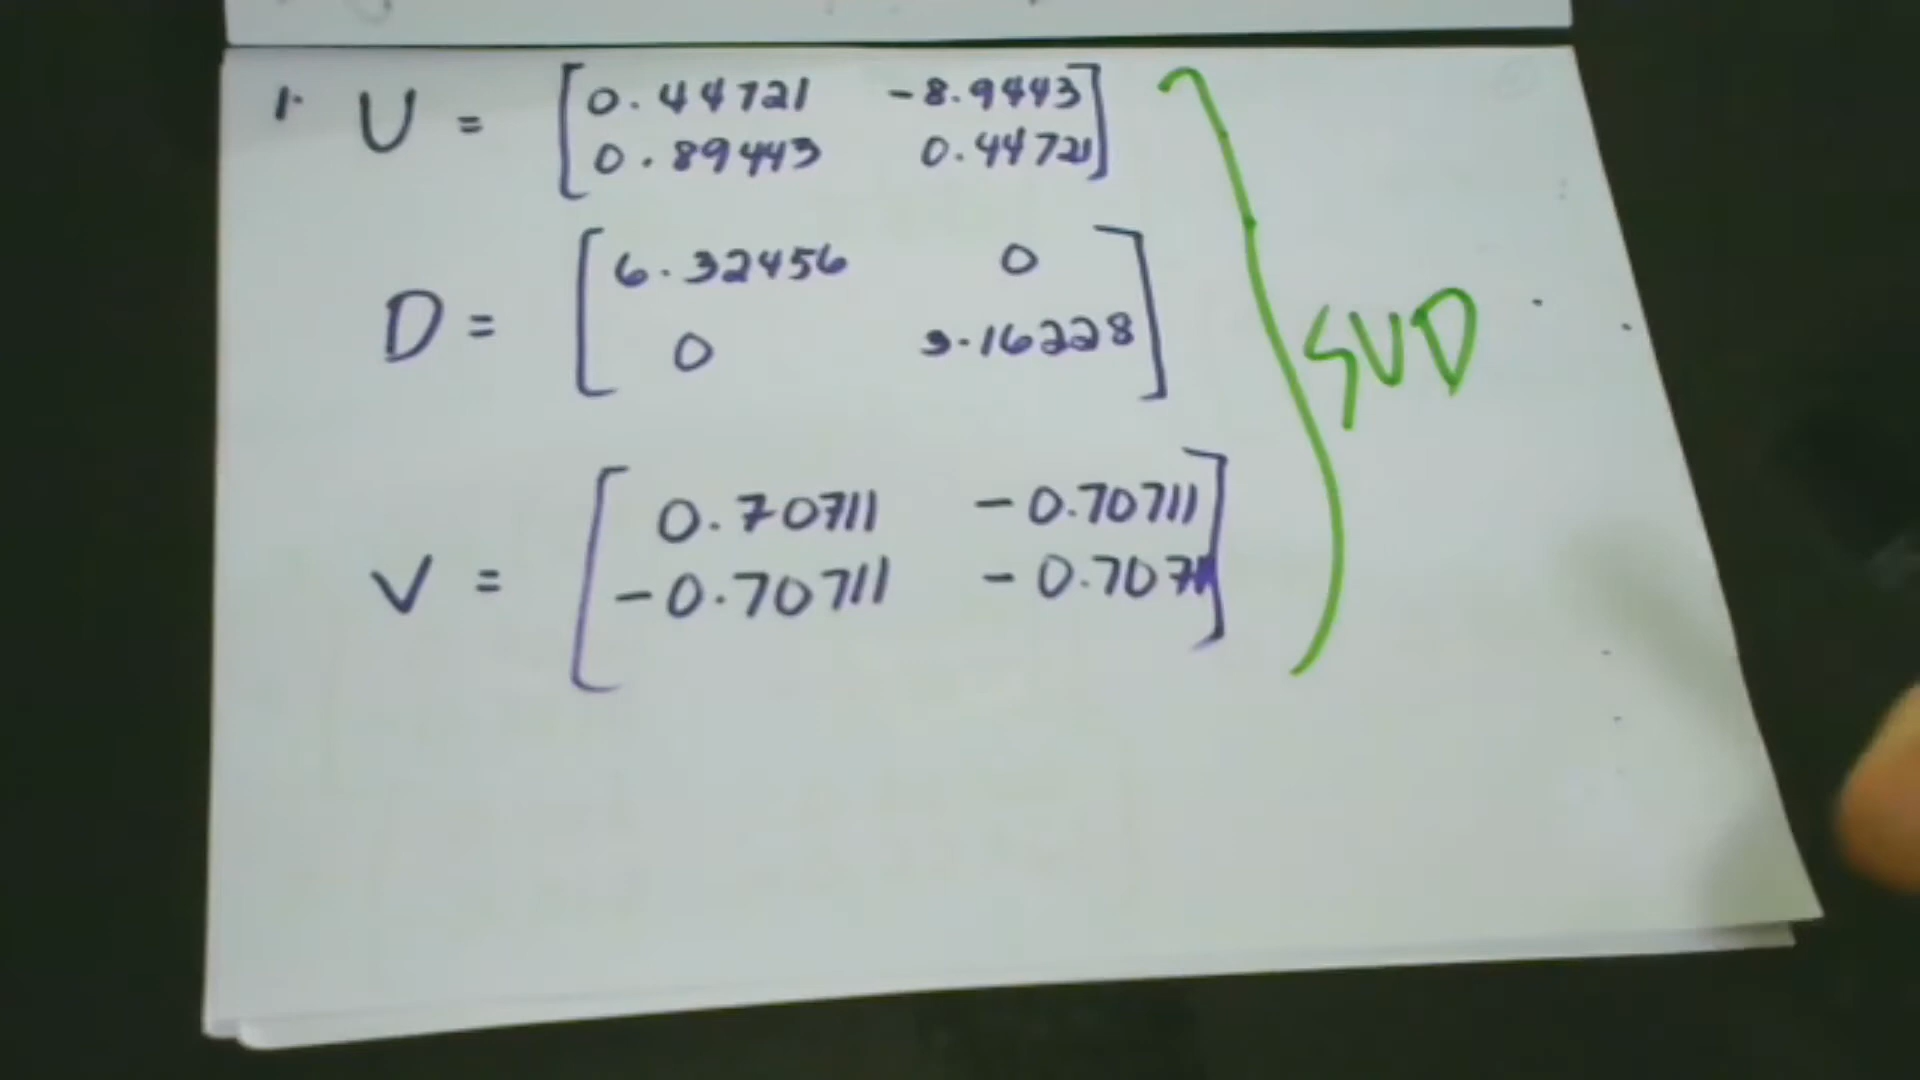 1. U = [0.44721 -8.9443]
[0.89443 0.44721]
D = [6.32456 0]
[0 3.16228]
SVD
V = [0.70711 -0.70711]
[-0.70711 -0.70711]